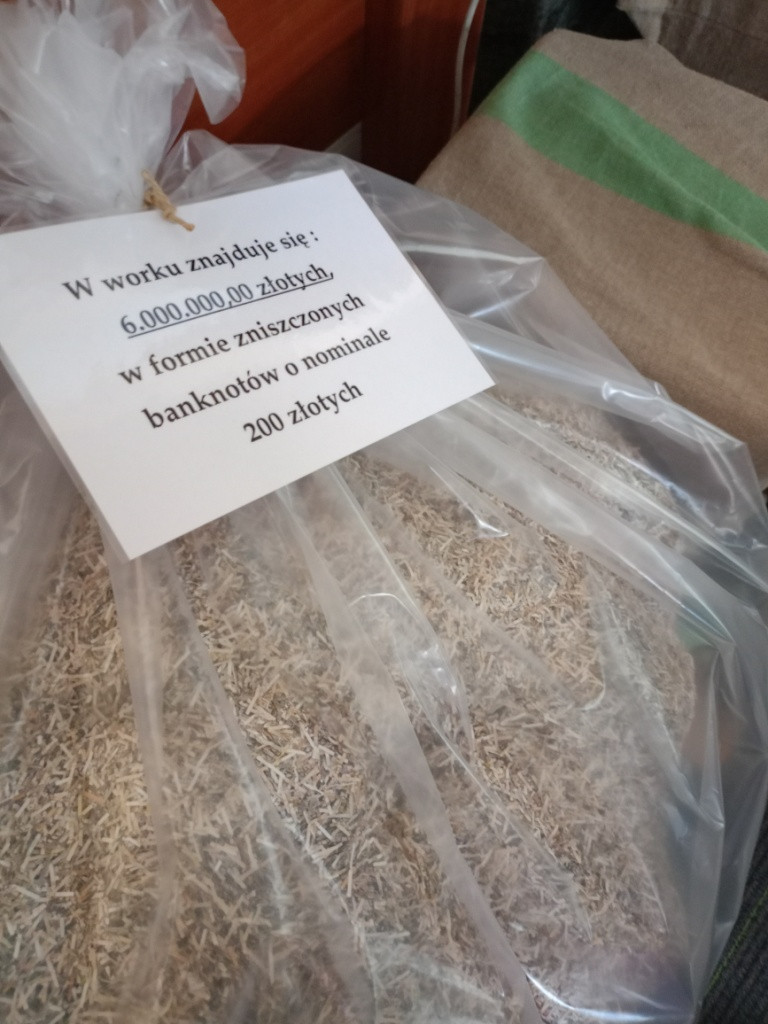 W worku znajduje się :
6.000.000,00 złotych,
w formie zniszczonych
banknotów o nominale
200 złotych